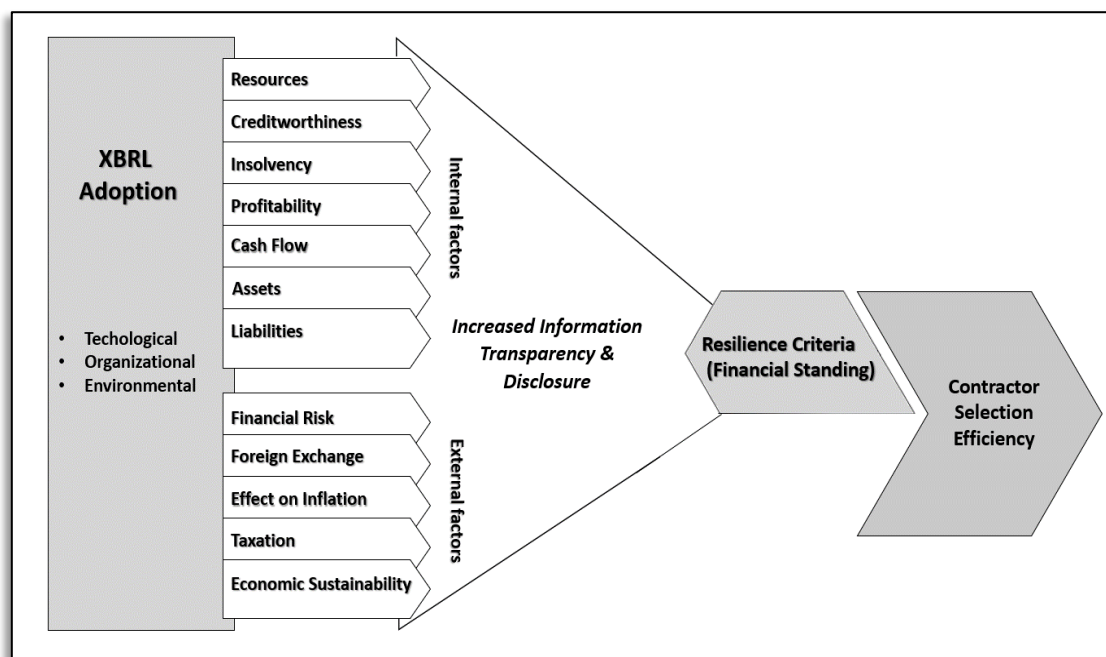 XBRL
Adoption
• Techological
• Organizational
• Environmental
Resources
Creditworthiness
Insolvency
Profitability
Cash Flow
Assets
Liabilities
Internal factors
Financial Risk
Foreign Exchange
Effect on Inflation
Taxation
Economic Sustainability
External factors
Increased Information
Transparency &
Disclosure
Resilience Criteria
(Financial Standing)
Contractor
Selection
Efficiency